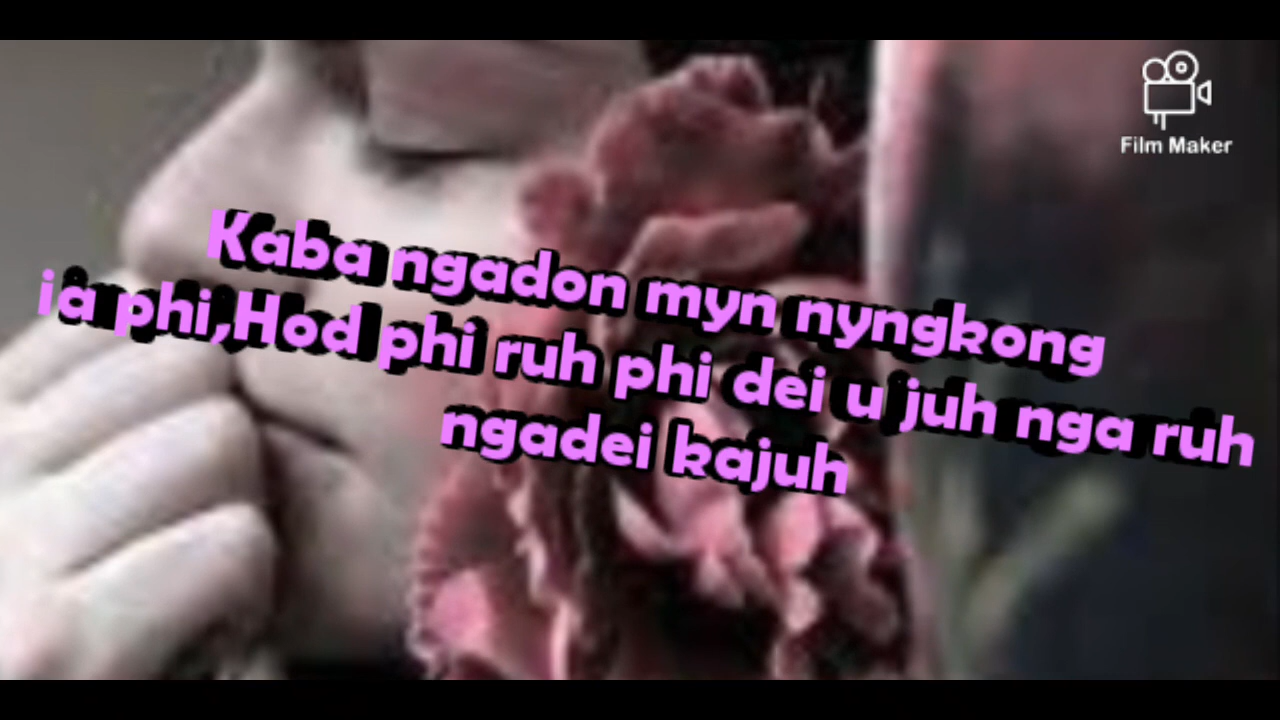 Film Maker
Kaba ngadon myn nyngkong
ia phi,Hod phi ruh phi dei u juh nga ruh
ngadei kajuh